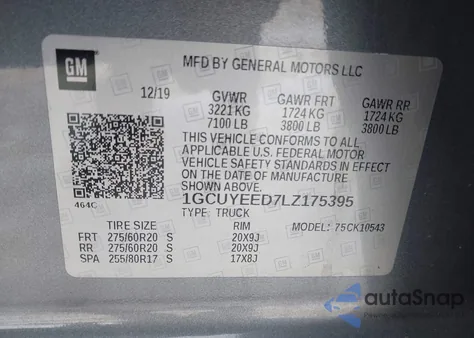 GM
MFD BY GENERAL MOTORS LLC
12/19 GVWR GAWR FRT GAWR RR
3221 KG 1724 KG 1724 KG
7100 LB 3800 LB 3800 LB
THIS VEHICLE CONFORMS TO ALL
APPLICABLE U.S. FEDERAL MOTOR
VEHICLE SAFETY STANDARDS IN EFFECT
ON THE DATE OF MANUFACTURE
SHOWN ABOVE.
464C 1GCUYEED7LZ175395
TYPE: TRUCK MODEL: 75CK10543
TIRE SIZE RIM
FRT 275/60R20 S 20X9J
RR 275/60R20 S 20X9J
SPA 255/80R17 S 17X8J
autoSnap